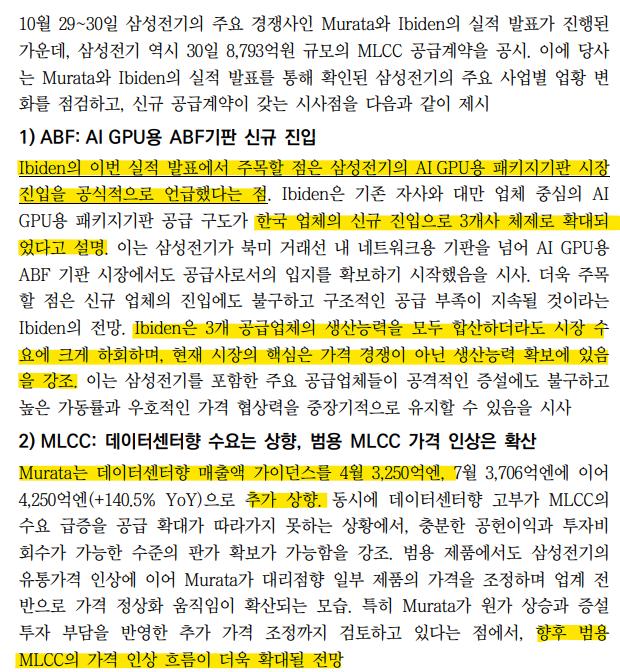 10월 29~30일 삼성전기의 주요 경쟁사인 Murata와 Ibiden의 실적 발표가 진행된
가운데, 삼성전기 역시 30일 8,793억원 규모의 MLCC 공급계약을 공시. 이에 당사
는 Murata와 Ibiden의 실적 발표를 통해 확인된 삼성전기의 주요 사업별 업황 변
화를 점검하고, 신규 공급계약이 갖는 시사점을 다음과 같이 제시
1) ABF: AI GPU용 ABF기판 신규 진입
Ibiden의 이번 실적 발표에서 주목할 점은 삼성전기의 AI GPU용 패키지기판 시장
진입을 공식적으로 언급했다는 점. Ibiden은 기존 자사와 대만 업체 중심의 AI
GPU용 패키지기판 공급 구도가 한국 업체의 신규 진입으로 3개사 체제로 확대되
었다고 설명. 이는 삼성전기가 북미 거래선 내 네트워크용 기판을 넘어 AI GPU용
ABF 기판 시장에서도 공급사로서의 입지를 확보하기 시작했음을 시사. 더욱 주목
할 점은 신규 업체의 진입에도 불구하고 구조적인 공급 부족이 지속될 것이라는
Ibiden의 전망. Ibiden은 3개 공급업체의 생산능력을 모두 합산하더라도 시장 수
요에 크게 하회하며, 현재 시장의 핵심은 가격 경쟁이 아닌 생산능력 확보에 있음
을 강조. 이는 삼성전기를 포함한 주요 공급업체들이 공격적인 증설에도 불구하고
높은 가동률과 우호적인 가격 협상력을 중장기적으로 유지할 수 있음을 시사
2) MLCC: 데이터센터향 수요는 상향, 범용 MLCC 가격 인상은 확산
Murata는 데이터센터향 매출액 가이던스를 4월 3,250억엔, 7월 3,706억엔에 이어
4,250억엔(+140.5% YoY)으로 추가 상향. 동시에 데이터센터향 고부가 MLCC의
수요 급증을 공급 확대가 따라가지 못하는 상황에서, 충분한 공헌이익과 투자비
회수가 가능한 수준의 판가 확보가 가능함을 강조. 범용 제품에서도 삼성전기의
유통가격 인상에 이어 Murata가 대리점향 일부 제품의 가격을 조정하며 업계 전
반으로 가격 정상화 움직임이 확산되는 모습. 특히 Murata가 원가 상승과 증설
투자 부담을 반영한 추가 가격 조정까지 검토하고 있다는 점에서, 향후 범용
MLCC의 가격 인상 흐름이 더욱 확대될 전망